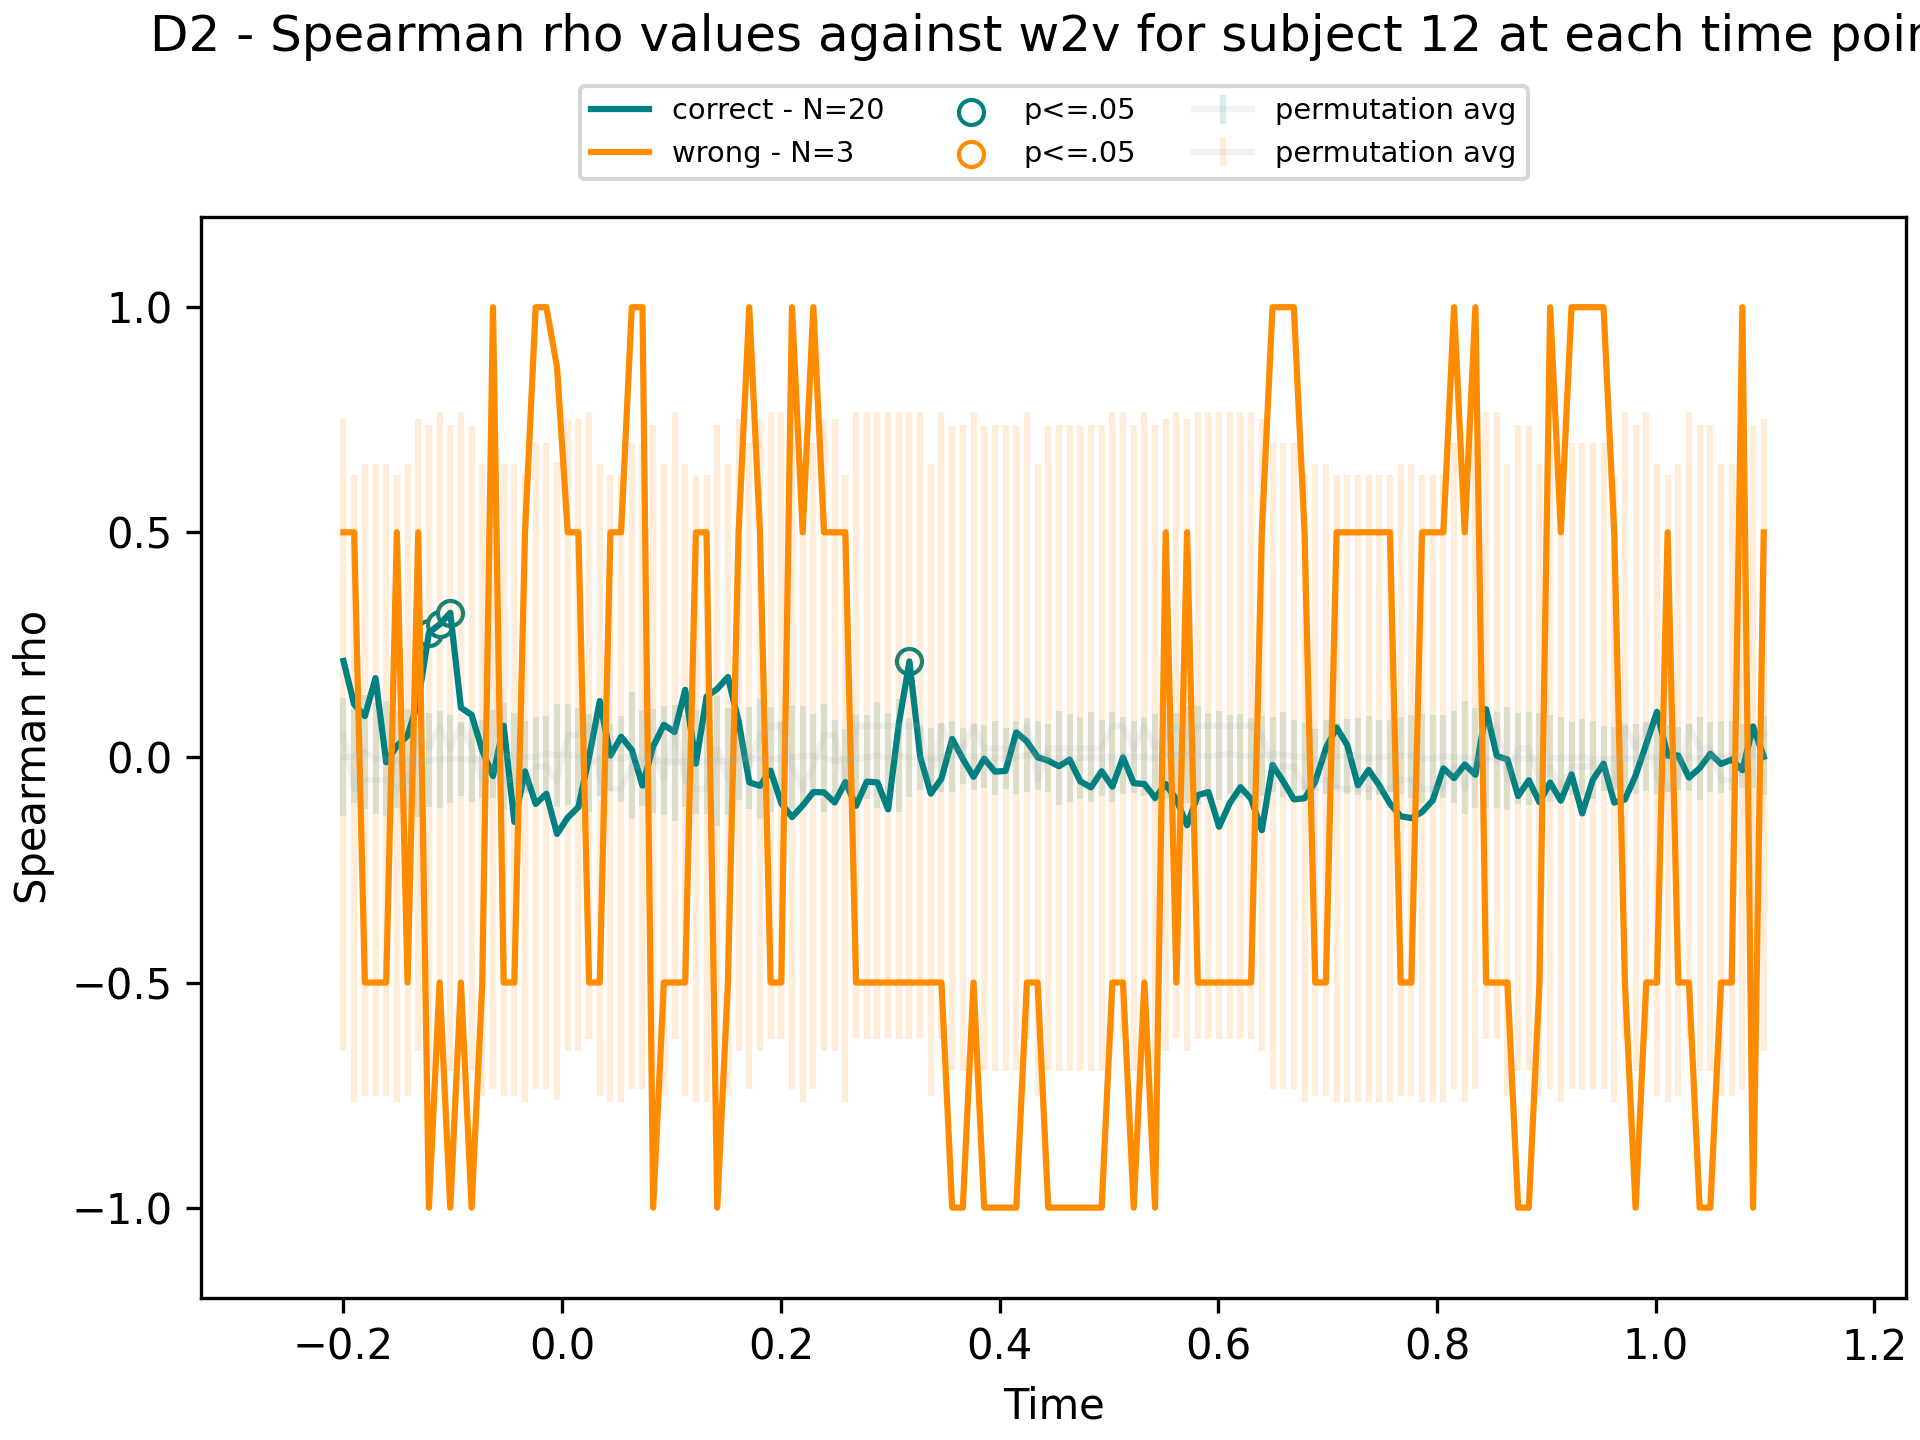 D2 - Spearman rho values against w2v for subject 12 at each time poi
correct - N=20 p<=.05 permutation avg
wrong - N=3 p<=.05 permutation avg
1.0
0.5
0.0
−0.5
−1.0
Spearman rho
−0.2 0.0 0.2 0.4 0.6 0.8 1.0 1.2
Time